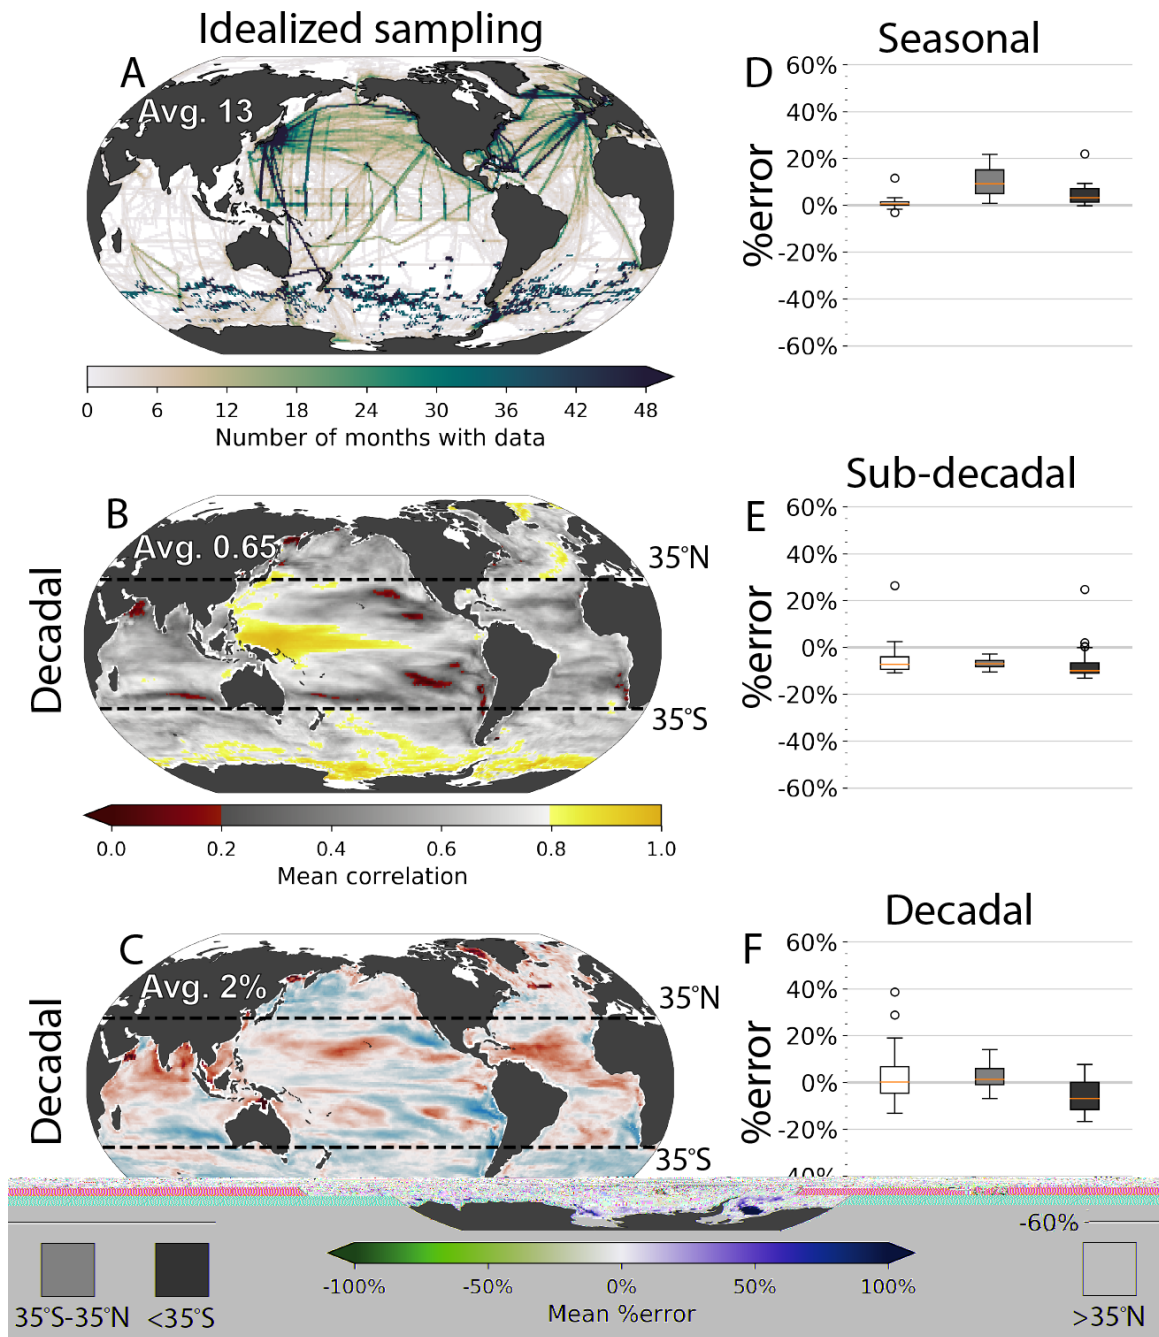 Idealized sampling
A
Avg. 13
0 6 12 18 24 30 36 42 48
Number of months with data
Seasonal
D
60%
40%
20%
0%
-20%
-40%
-60%
%error
Decadal
B
Avg. 0.65
35°N
35°S
0.0 0.2 0.4 0.6 0.8 1.0
Mean correlation
Sub-decadal
E
60%
40%
20%
0%
-20%
-40%
-60%
%error
Decadal
C
Avg. 2%
35°N
35°S
Decadal
F
60%
40%
20%
0%
-20%
%error
-60%
35°S-35°N <35°S
-100% -50% 0% 50% 100%
Mean %error
>35°N